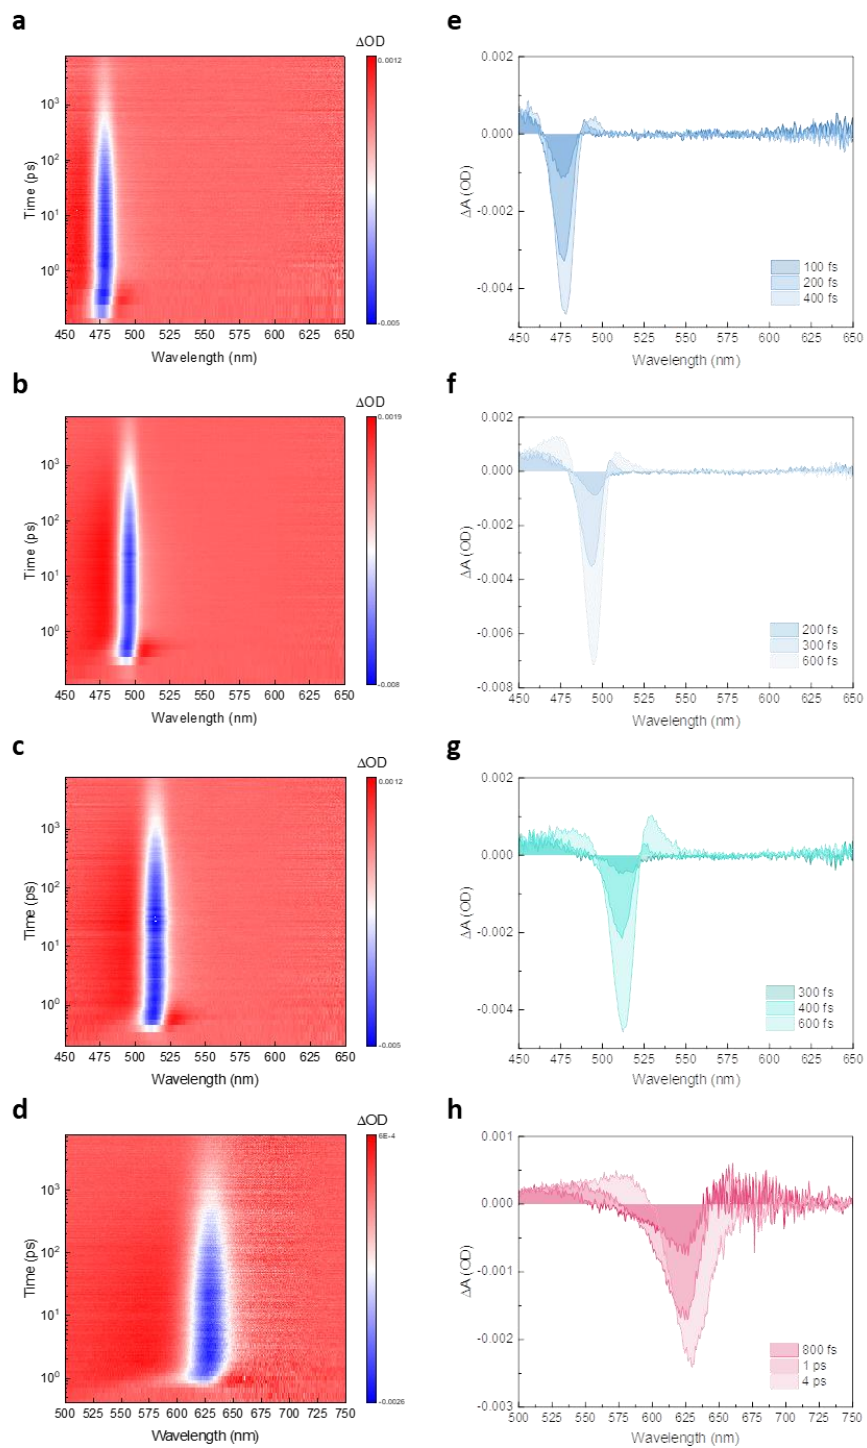 a
ΔOD
0.0012
10³
10²
10¹
10⁰
Time (ps)
-0.005
450 475 500 525 550 575 600 625 650
Wavelength (nm)
e
0.002
0.000
-0.002
-0.004
ΔA (OD)
100 fs
200 fs
400 fs
450 475 500 525 550 575 600 625 650
Wavelength (nm)
b
ΔOD
0.0019
10³
10²
10¹
10⁰
Time (ps)
-0.008
450 475 500 525 550 575 600 625 650
Wavelength (nm)
f
0.002
0.000
-0.002
-0.004
-0.006
-0.008
ΔA (OD)
200 fs
300 fs
600 fs
450 475 500 525 550 575 600 625 650
Wavelength (nm)
c
ΔOD
0.0012
10³
10²
10¹
10⁰
Time (ps)
-0.005
450 475 500 525 550 575 600 625 650
Wavelength (nm)
g
0.002
0.000
-0.002
-0.004
ΔA (OD)
300 fs
400 fs
600 fs
450 475 500 525 550 575 600 625 650
Wavelength (nm)
d
ΔOD
6E-4
10³
10²
10¹
10⁰
Time (ps)
-0.0026
500 525 550 575 600 625 650 675 700 725 750
Wavelength (nm)
h
0.001
0.000
-0.001
-0.002
-0.003
ΔA (OD)
800 fs
1 ps
4 ps
500 525 550 575 600 625 650 675 700 725 750
Wavelength (nm)